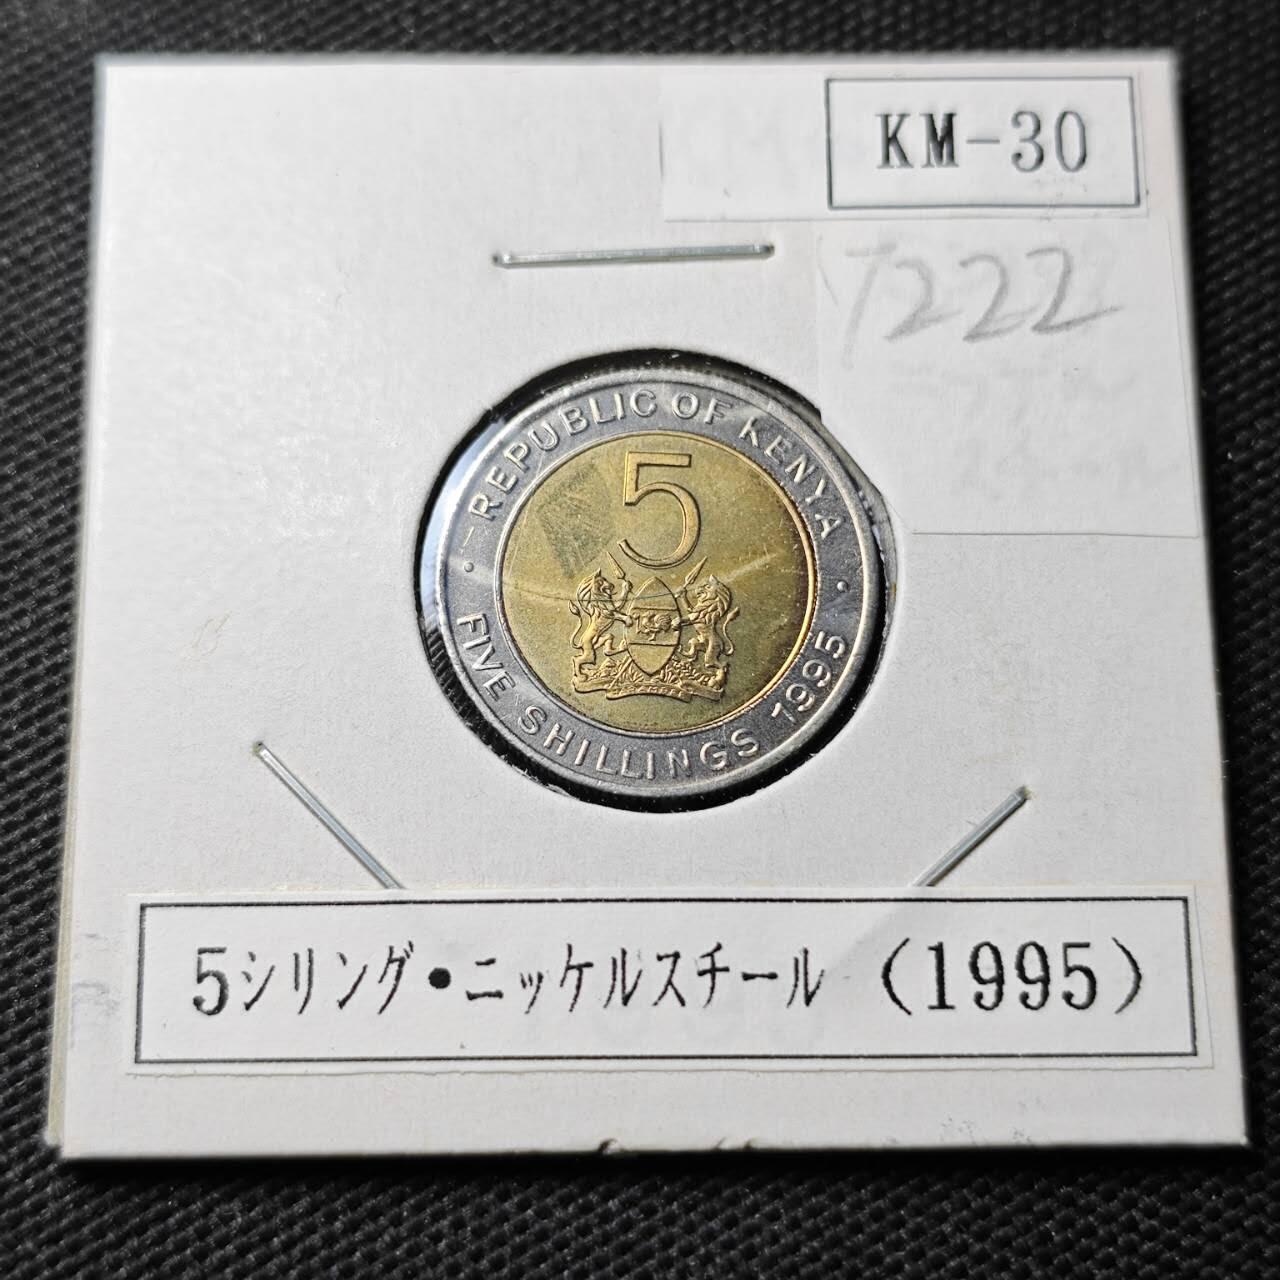 KM-30
Y222
REPUBLIC OF KENYA
5
FIVE SHILLINGS 1995
5シリング・ニッケルスチール（1995）